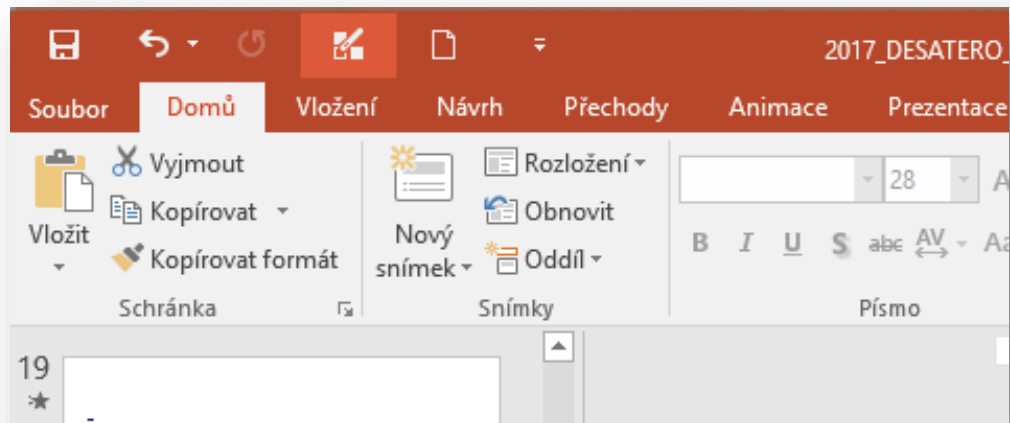 2017_DESATERO_
Soubor Domů Vložení Návrh Přechody Animace Prezentace
Vložit
Vyjmout
Kopírovat
Kopírovat formát
Schránka
Nový
snímek
Rozložení
Obnovit
Oddíl
Snímky
28 A
B I U S abc AV Aa
Písmo
19